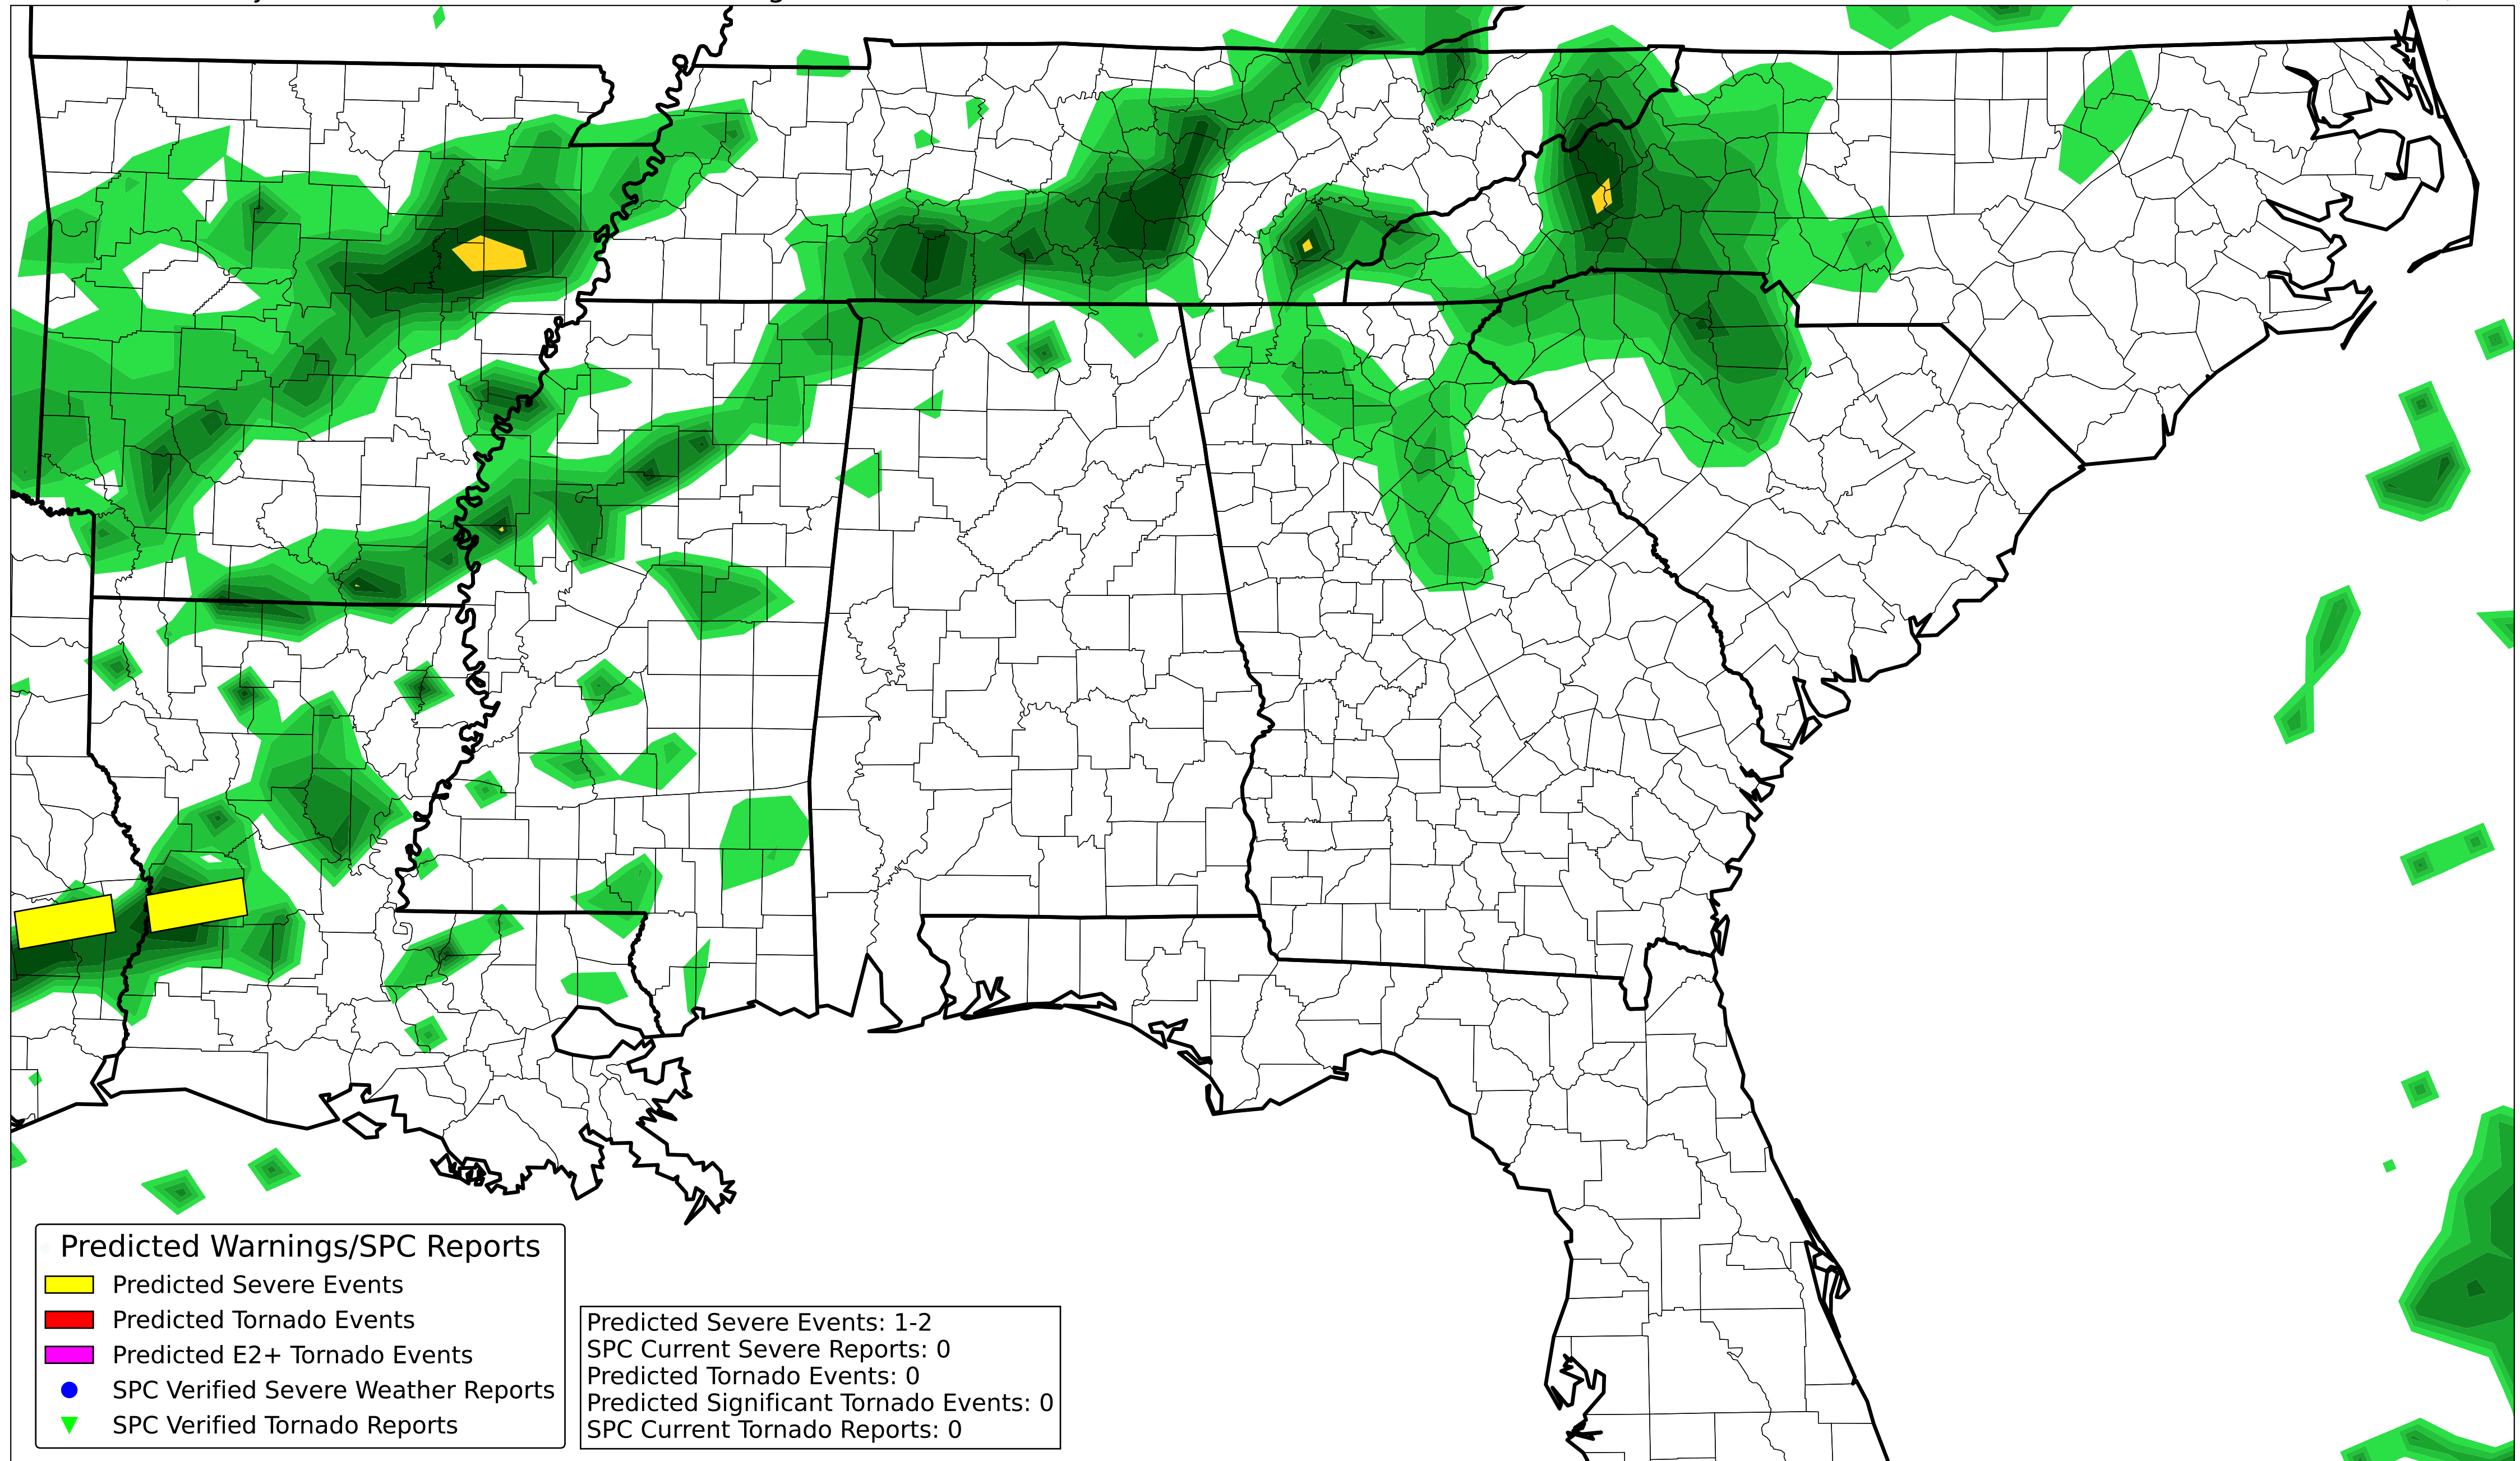 Predicted Warnings/SPC Reports
Predicted Severe Events
Predicted Tornado Events
Predicted E2+ Tornado Events
SPC Verified Severe Weather Reports
SPC Verified Tornado Reports
Predicted Severe Events: 1-2
SPC Current Severe Reports: 0
Predicted Tornado Events: 0
Predicted Significant Tornado Events: 0
SPC Current Tornado Reports: 0